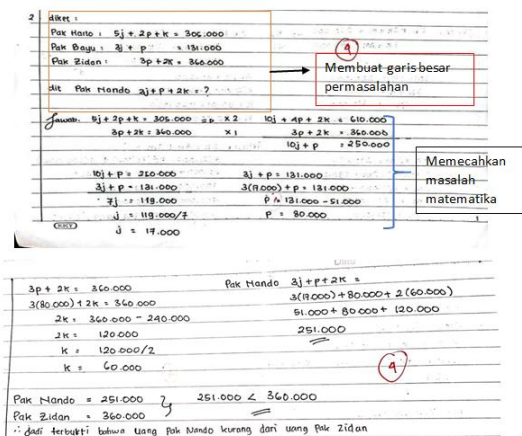 2 diket :
Pak Hario : 5j + 2p + k = 305.000
Pak Bayu : 3j + p = 131.000
Pak Zidan : 3p + 2k = 360.000
dit Pak Nando 3j + p + 2k = ?
4
Membuat garis besar
permasalahan
Jawab. 5j + 2p + k = 305.000 x 2 10j + 4p + 2k = 610.000
3p + 2k = 360.000 x 1 3p + 2k = 360.000
10j + p = 250.000
Memecahkan
masalah
matematika
10j + p = 250.000 3j + p = 131.000
3j + p = 131.000 3(17.000) + p = 131.000
7j = 119.000 p = 131.000 - 51.000
j = 119.000/7 p = 80.000
j = 17.000
3p + 2k = 360.000 Pak Nando 3j + p + 2k =
3(80.000) + 2k = 360.000 3(17.000) + 80.000 + 2(60.000)
2k = 360.000 - 240.000 51.000 + 80.000 + 120.000
2k = 120.000 251.000
k = 120.000/2
k = 60.000
4
Pak Nando = 251.000 251.000 < 360.000
Pak Zidan = 360.000
∴ Jadi terbukti bahwa uang Pak Nando kurang dari uang Pak Zidan